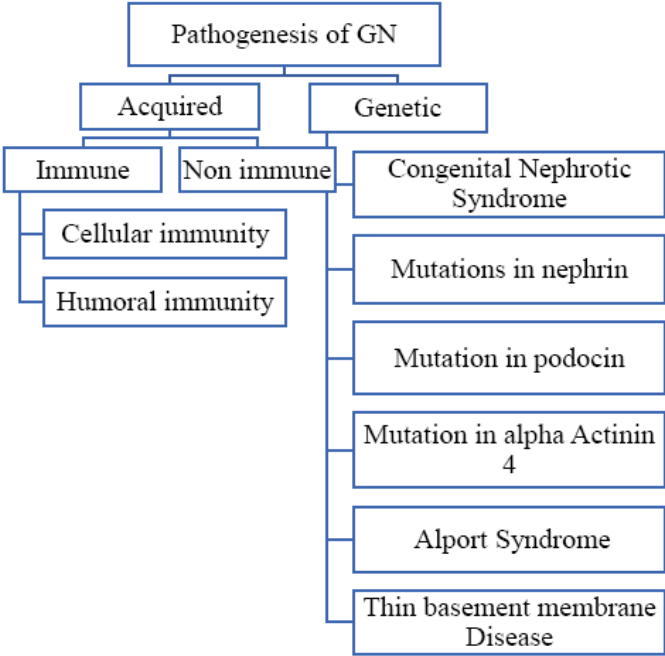 Pathogenesis of GN
Acquired
Genetic
Immune
Non immune
Cellular immunity
Humoral immunity
Congenital Nephrotic
Syndrome
Mutations in nephrin
Mutation in podocin
Mutation in alpha Actinin
4
Alport Syndrome
Thin basement membrane
Disease